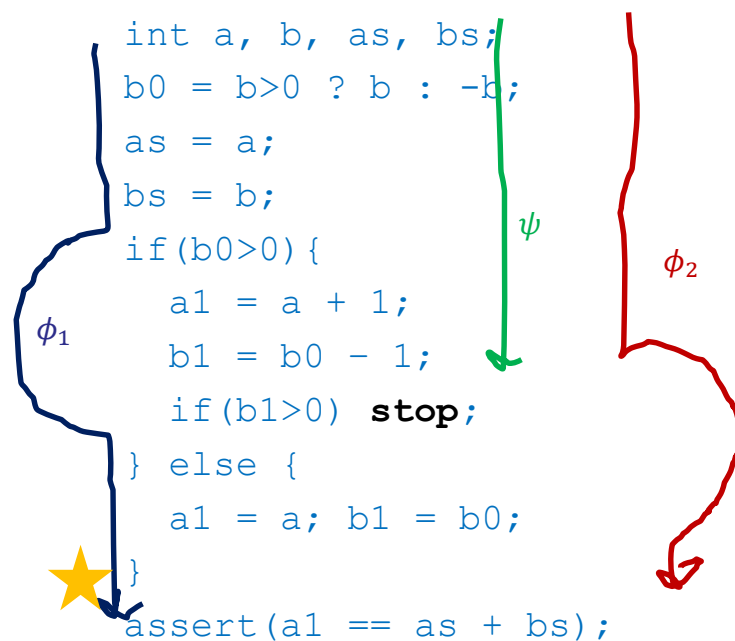 int a, b, as, bs;
b0 = b>0 ? b : -b;
as = a;
bs = b;
ψ
if(b0>0){
ϕ₂
a1 = a + 1;
ϕ₁
b1 = b0 - 1;
if(b1>0) stop;
} else {
a1 = a; b1 = b0;
}
assert(a1 == as + bs);